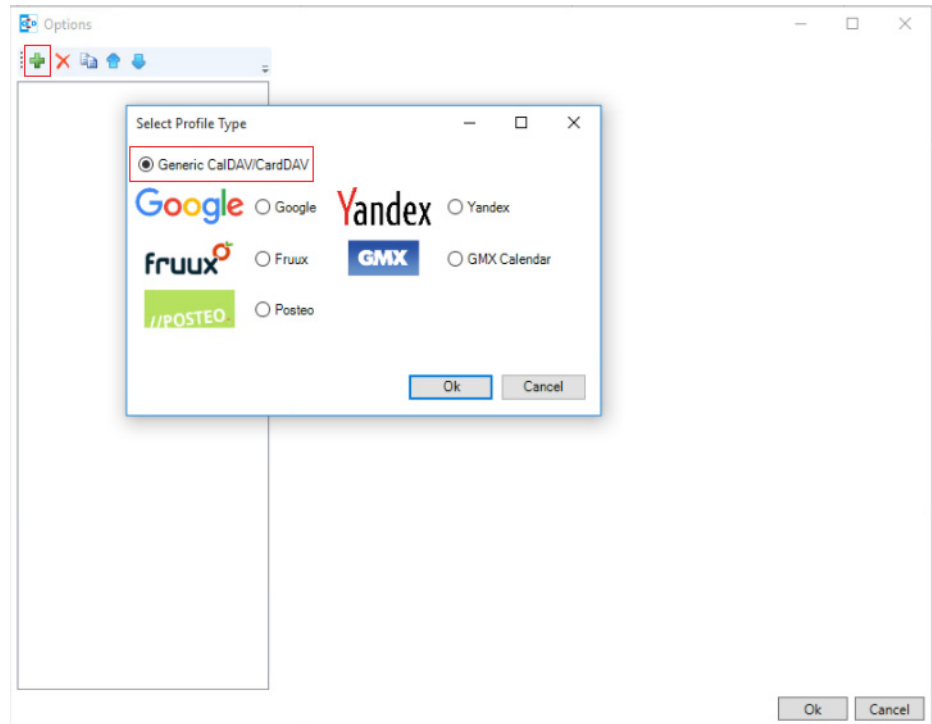 Options
Select Profile Type
Generic CalDAV/CardDAV
Google Google Yandex Yandex
fruux Fruux GMX GMX Calendar
//POSTEO. Posteo
Ok Cancel
Ok Cancel